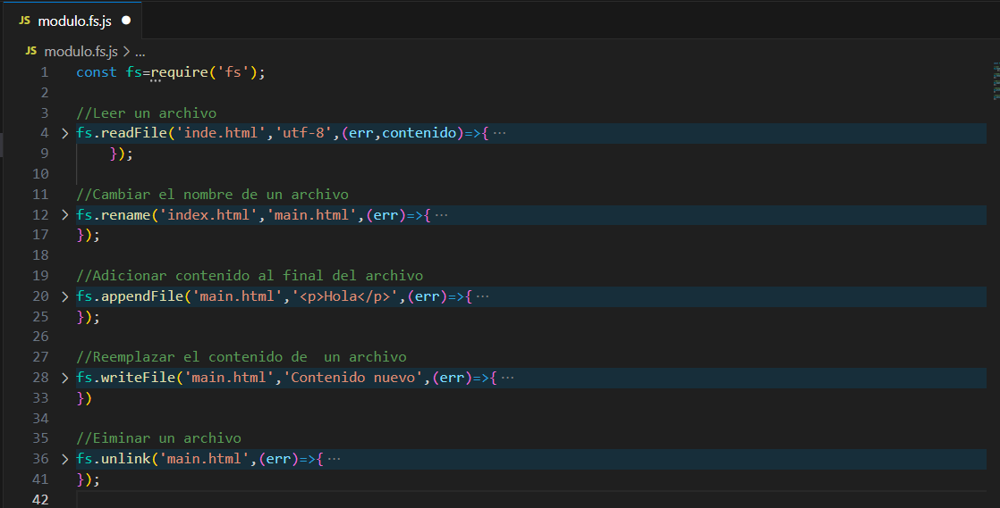 JS modulo.fs.js ●
JS modulo.fs.js > ...
1 const fs=require('fs');
2
3 //Leer un archivo
4 > fs.readFile('inde.html','utf-8',(err,contenido)=>{ ···
9 });
10
11 //Cambiar el nombre de un archivo
12 > fs.rename('index.html','main.html',(err)=>{ ···
17 });
18
19 //Adicionar contenido al final del archivo
20 > fs.appendFile('main.html','<p>Hola</p>',(err)=>{ ···
25 });
26
27 //Reemplazar el contenido de  un archivo
28 > fs.writeFile('main.html','Contenido nuevo',(err)=>{ ···
33 })
34
35 //Eiminar un archivo
36 > fs.unlink('main.html',(err)=>{ ···
41 });
42